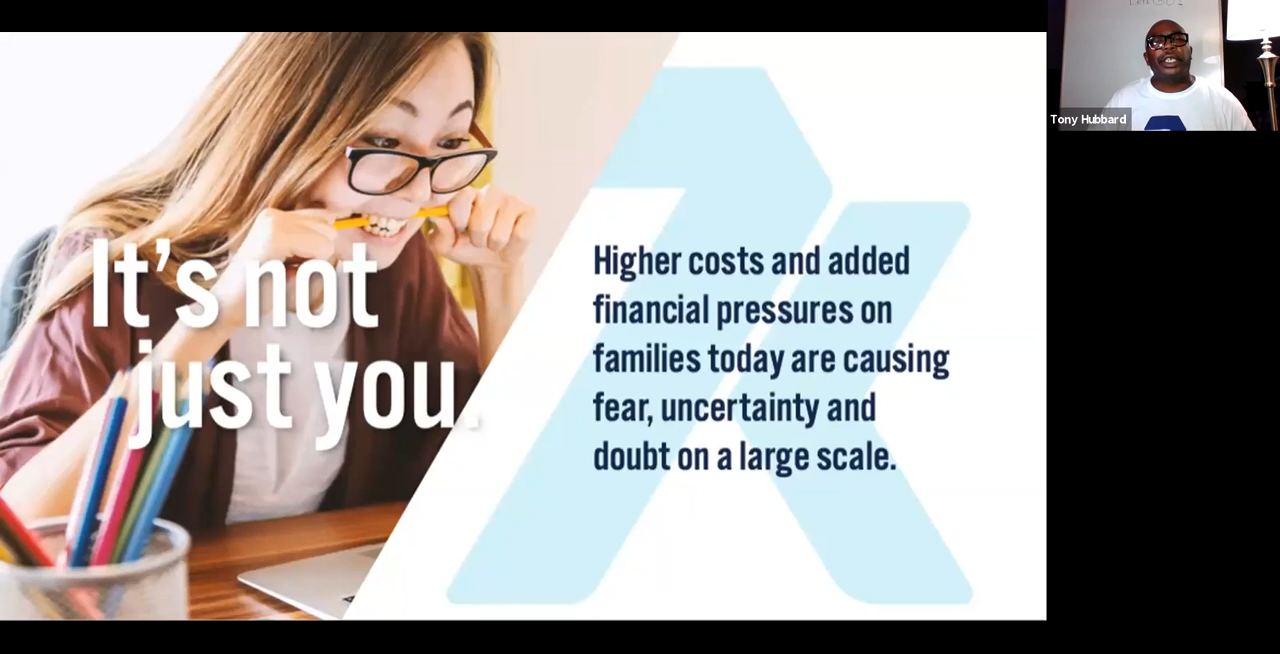 It's not
just you.
Higher costs and added
financial pressures on
families today are causing
fear, uncertainty and
doubt on a large scale.
Tony Hubbard